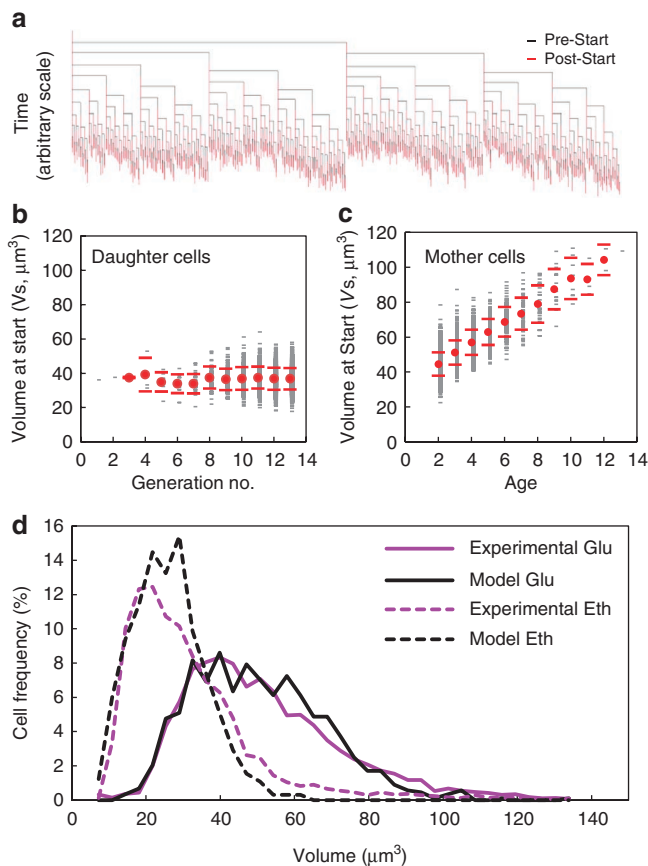 a
Pre-Start
Post-Start
Time
(arbitrary scale)
b
Daughter cells
Volume at start (Vs, μm³)
120
100
80
60
40
20
0
0 2 4 6 8 10 12 14
Generation no.
c
Mother cells
Volume at Start (Vs, μm³)
120
100
80
60
40
20
0
0 2 4 6 8 10 12 14
Age
d
Cell frequency (%)
16
14
12
10
8
6
4
2
0
0 20 40 60 80 100 120 140
Volume (μm³)
Experimental Glu
Model Glu
Experimental Eth
Model Eth